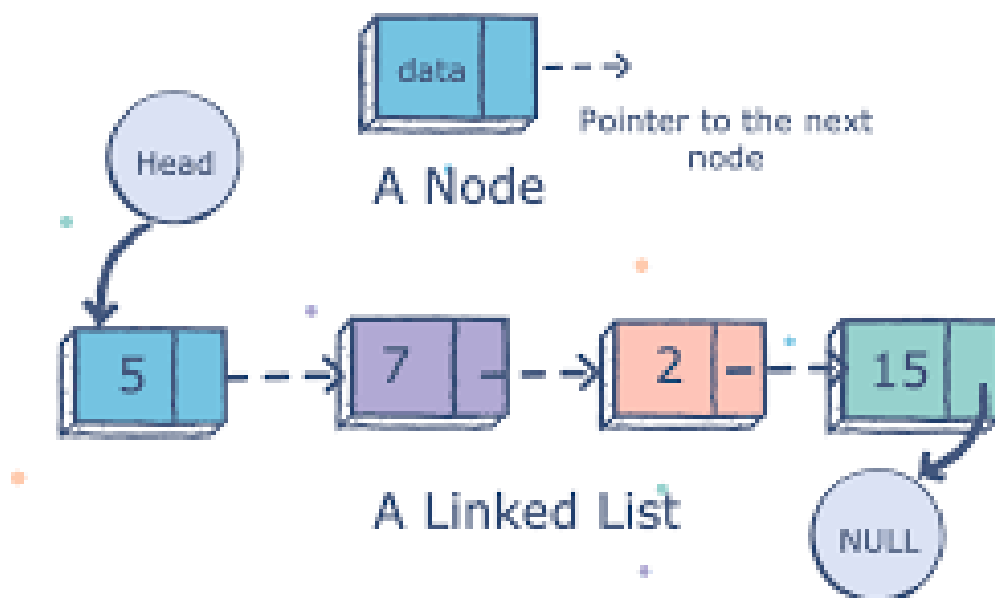 data
Pointer to the next
node
Head
A Node
5
7
2
15
A Linked List
NULL